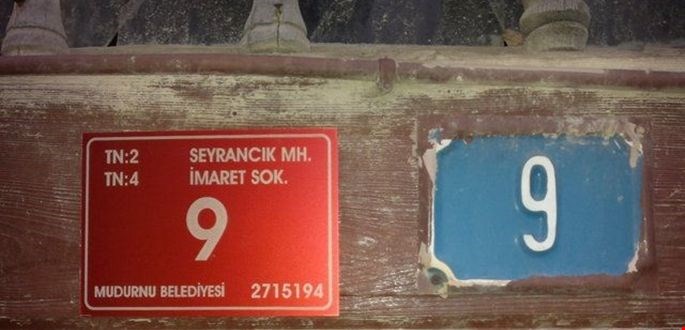 TN:2 SEYRANCIK MH.
TN:4 İMARET SOK.
9
MUDURNU BELEDİYESİ 2715194
9